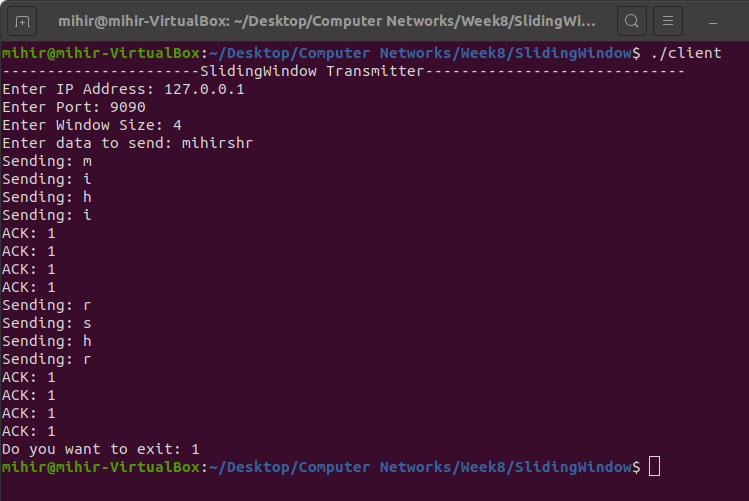 mihir@mihir-VirtualBox: ~/Desktop/Computer Networks/Week8/SlidingWi...
mihir@mihir-VirtualBox:~/Desktop/Computer Networks/Week8/SlidingWindow$ ./client
-------------------------SlidingWindow Transmitter-----------------------------
Enter IP Address: 127.0.0.1
Enter Port: 9090
Enter Window Size: 4
Enter data to send: mihirshr
Sending: m
Sending: i
Sending: h
Sending: i
ACK: 1
ACK: 1
ACK: 1
ACK: 1
Sending: r
Sending: s
Sending: h
Sending: r
ACK: 1
ACK: 1
ACK: 1
ACK: 1
Do you want to exit: 1
mihir@mihir-VirtualBox:~/Desktop/Computer Networks/Week8/SlidingWindow$